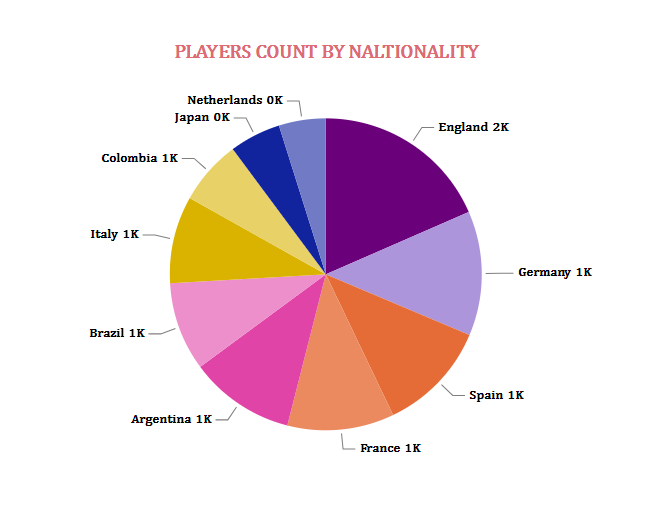 PLAYERS COUNT BY NALTIONALITY
Netherlands 0K
Japan 0K
England 2K
Colombia 1K
Italy 1K
Germany 1K
Brazil 1K
Spain 1K
Argentina 1K
France 1K